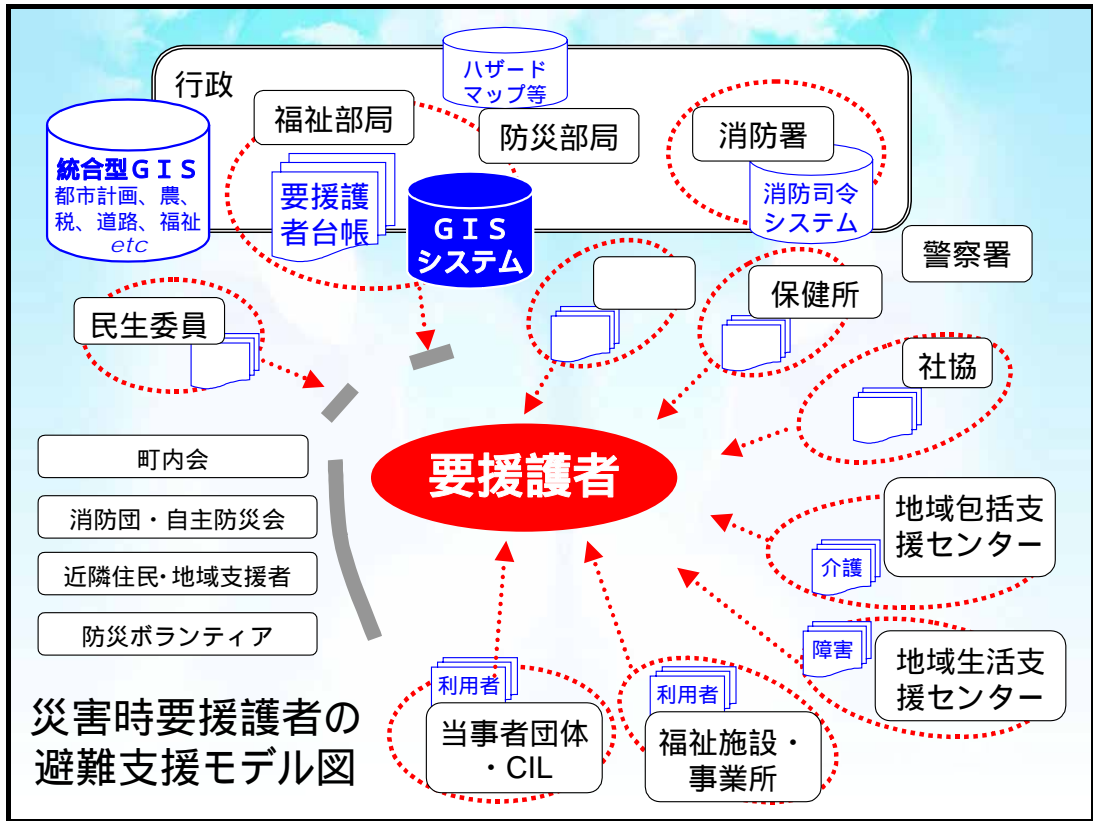 行政
ハザード
マップ等
福祉部局
防災部局
消防署
統合型ＧＩＳ
都市計画、農、
税、道路、福祉
etc
要援護
者台帳
ＧＩＳ
システム
消防司令
システム
警察署
民生委員
保健所
社協
要援護者
町内会
消防団・自主防災会
近隣住民・地域支援者
防災ボランティア
地域包括支
援センター
介護
障害
地域生活支
援センター
利用者
当事者団体
・CIL
利用者
福祉施設・
事業所
災害時要援護者の
避難支援モデル図